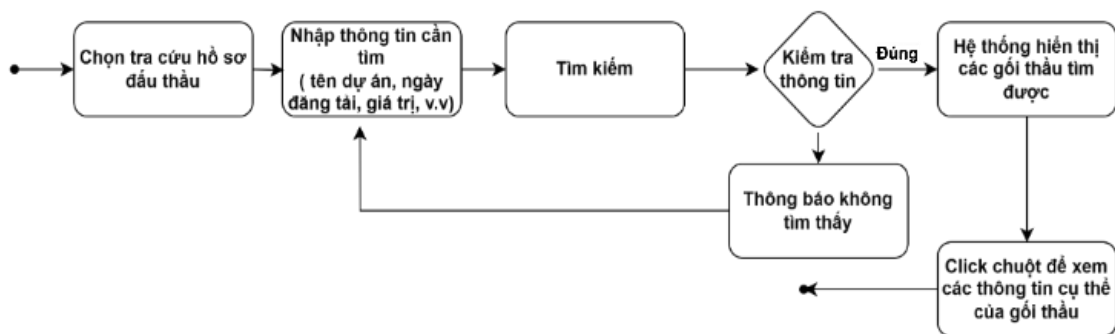 Chọn tra cứu hồ sơ
đấu thầu
Nhập thông tin cần
tìm
( tên dự án, ngày
đăng tải, giá trị, v.v)
Tìm kiếm
Kiểm tra
thông tin
Đúng
Hệ thống hiển thị
các gối thầu tìm
được
Thông báo không
tìm thấy
Click chuột để xem
các thông tin cụ thể
của gối thầu